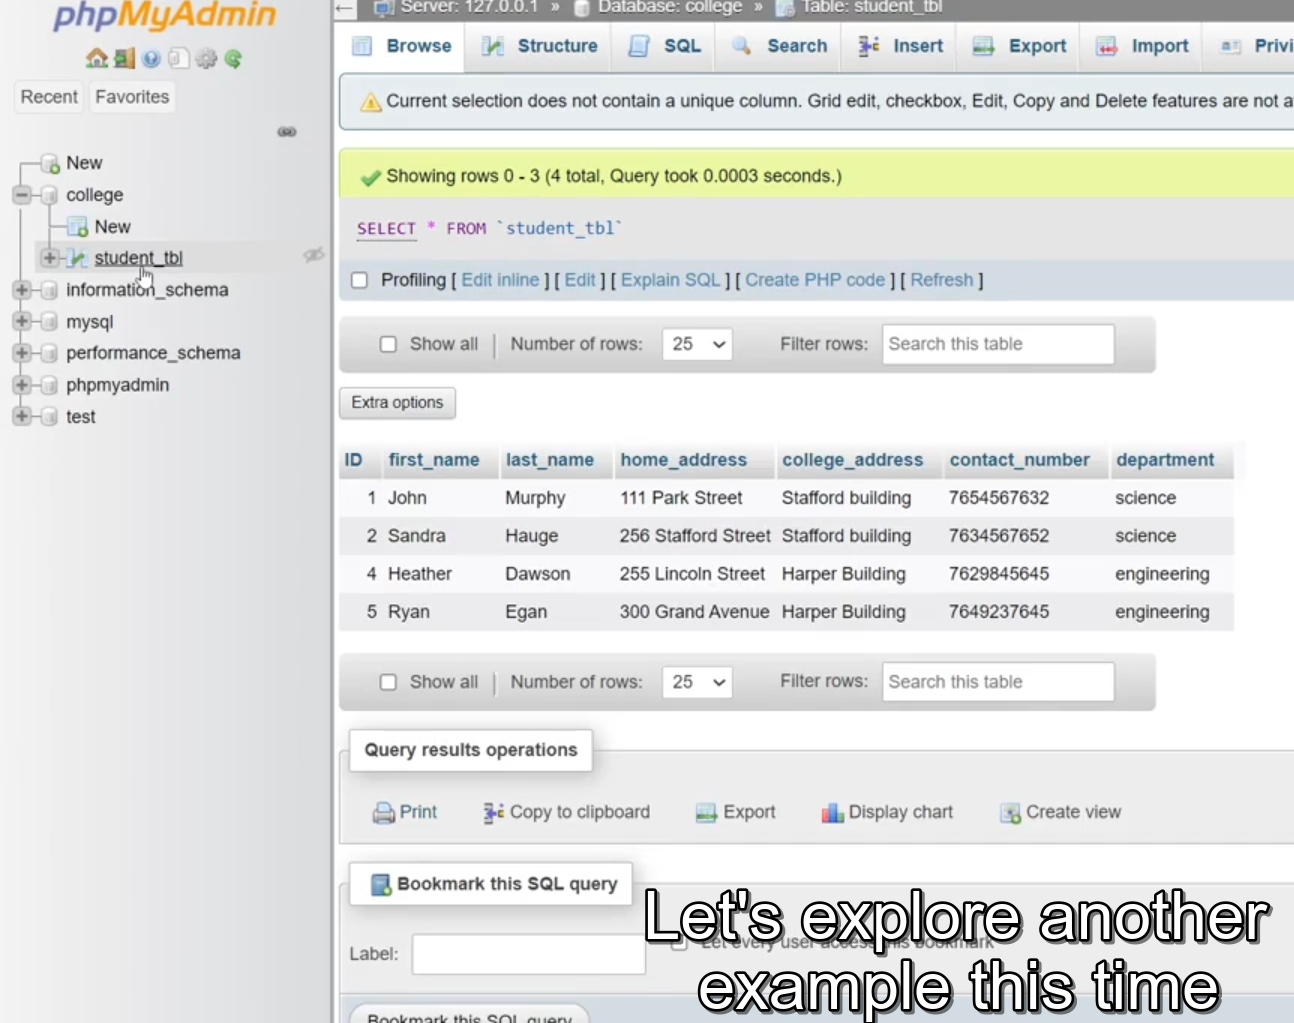 phpMyAdmin
Server: 127.0.0.1 » Database: college » Table: student_tbl
Browse Structure SQL Search Insert Export Import Privi
Recent Favorites
Current selection does not contain a unique column. Grid edit, checkbox, Edit, Copy and Delete features are not a
New
college
New
student_tbl
information_schema
mysql
performance_schema
phpmyadmin
test
Showing rows 0 - 3 (4 total, Query took 0.0003 seconds.)
SELECT * FROM `student_tbl`
Profiling [ Edit inline ] [ Edit ] [ Explain SQL ] [ Create PHP code ] [ Refresh ]
Show all | Number of rows: 25 Filter rows: Search this table
Extra options
ID first_name last_name home_address college_address contact_number department
1 John Murphy 111 Park Street Stafford building 7654567632 science
2 Sandra Hauge 256 Stafford Street Stafford building 7634567652 science
4 Heather Dawson 255 Lincoln Street Harper Building 7629845645 engineering
5 Ryan Egan 300 Grand Avenue Harper Building 7649237645 engineering
Show all | Number of rows: 25 Filter rows: Search this table
Query results operations
Print Copy to clipboard Export Display chart Create view
Bookmark this SQL query
Label: Let every user access this bookmark
Bookmark this SQL query
Let's explore another
example this time